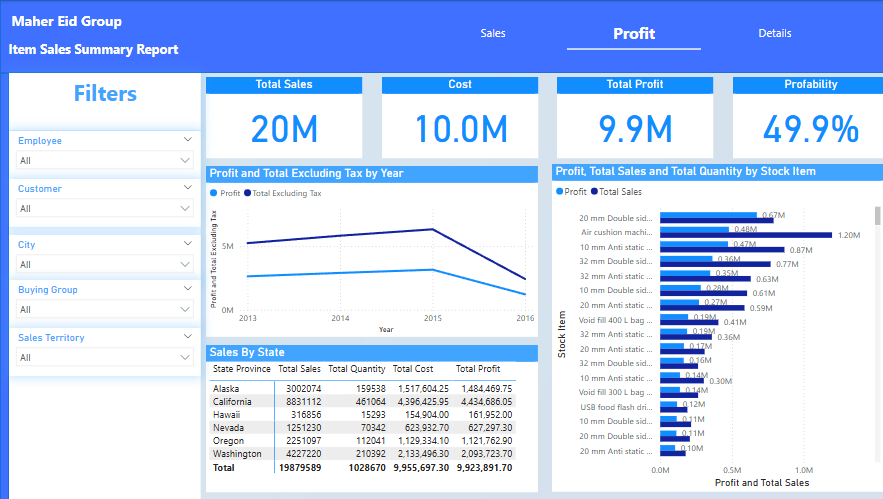 Maher Eid Group
Item Sales Summary Report
Sales
Profit
Details
Filters
Employee
All
Customer
All
City
All
Buying Group
All
Sales Territory
All
Total Sales
20M
Cost
10.0M
Total Profit
9.9M
Profability
49.9%
Profit and Total Excluding Tax by Year
Profit Total Excluding Tax
Profit and Total Excluding Tax
5M
0M
2013 2014 2015 2016
Year
Sales By State
State Province Total Sales Total Quantity Total Cost Total Profit
Alaska 3002074 159538 1,517,604.25 1,484,469.75
California 8831112 461064 4,396,425.95 4,434,686.05
Hawaii 316856 15293 154,904.00 161,952.00
Nevada 1251230 70342 623,932.70 627,297.30
Oregon 2251097 112041 1,129,334.10 1,121,762.90
Washington 4227220 210392 2,133,496.30 2,093,723.70
Total 19879589 1028670 9,955,697.30 9,923,891.70
Profit, Total Sales and Total Quantity by Stock Item
Profit Total Sales
Stock Item
20 mm Double sid... 0.67M
Air cushion machi... 0.48M 1.20M
10 mm Anti static ... 0.47M 0.87M
32 mm Double sid... 0.36M 0.77M
32 mm Anti static ... 0.35M 0.63M
10 mm Double sid... 0.28M 0.61M
20 mm Anti static ... 0.27M 0.59M
Void fill 400 L bag ... 0.19M 0.41M
32 mm Anti static ... 0.19M 0.36M
20 mm Anti static ... 0.17M
32 mm Double sid... 0.16M
10 mm Anti static ... 0.14M 0.30M
Void fill 300 L bag ... 0.14M
USB food flash dri... 0.12M
10 mm Double sid... 0.11M
20 mm Double sid... 0.11M
20 mm Anti static ... 0.10M
0.0M 0.5M 1.0M
Profit and Total Sales